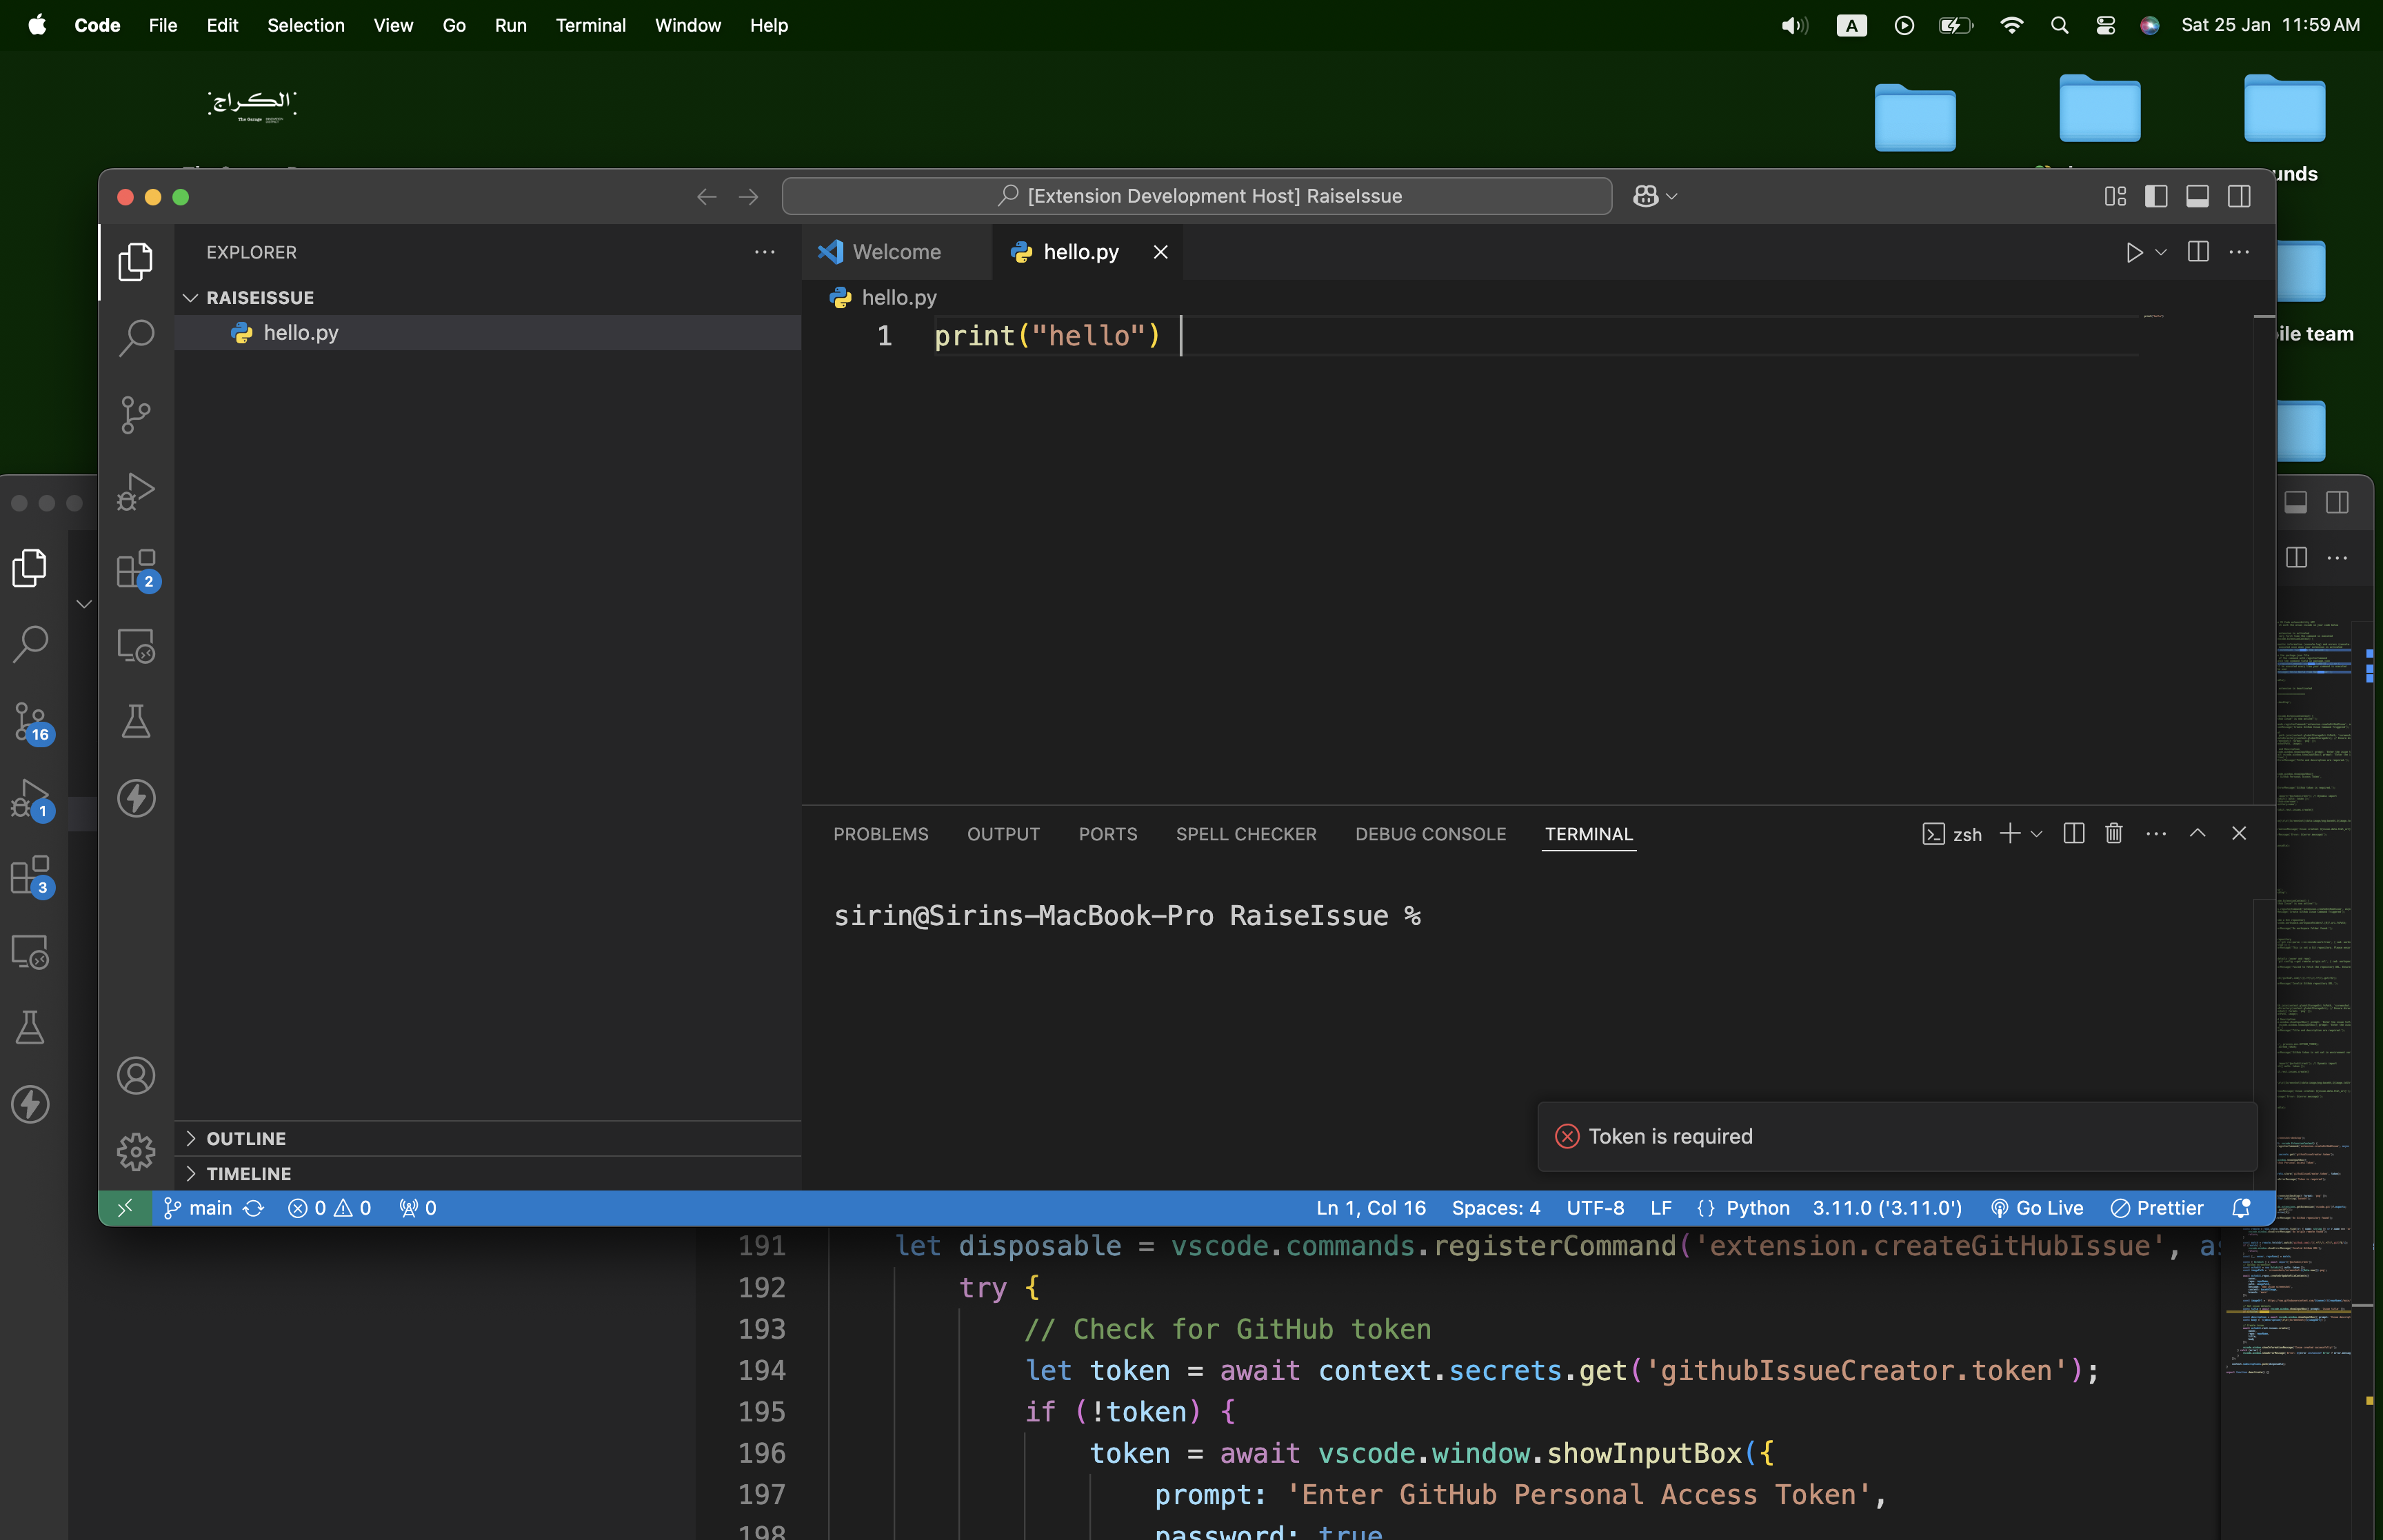 Code File Edit Selection View Go Run Terminal Window Help
A Sat 25 Jan 11:59 AM
الكراج
The Garage
unds
ile team
[Extension Development Host] RaiseIssue
EXPLORER
RAISEISSUE
hello.py
OUTLINE
TIMELINE
2
16
1
3
Welcome hello.py
hello.py
1 print("hello")
PROBLEMS OUTPUT PORTS SPELL CHECKER DEBUG CONSOLE TERMINAL zsh
sirin@Sirins-MacBook-Pro RaiseIssue %
Token is required
main 0 0 0 Ln 1, Col 16 Spaces: 4 UTF-8 LF {} Python 3.11.0 ('3.11.0') Go Live Prettier
191 let disposable = vscode.commands.registerCommand('extension.createGitHubIssue', as
192 try {
193 // Check for GitHub token
194 let token = await context.secrets.get('githubIssueCreator.token');
195 if (!token) {
196 token = await vscode.window.showInputBox({
197 prompt: 'Enter GitHub Personal Access Token',
198 password: true